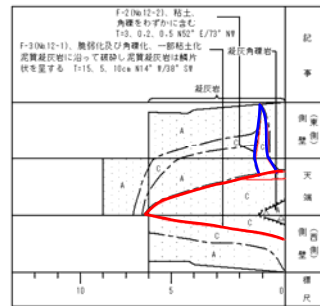 F-2(№12-2)、粘土、
角礫をわずかに含む
T=3、0.2、0.5 N52°E/73°NW
F-3(№12-1)、脆弱化及び角礫化、一部粘土化
泥質凝灰岩に沿って破砕し泥質凝灰岩は鱗片
状を呈する T=15、5、10cm N14°W/38°SW
凝灰角礫岩
凝灰岩
記事
側壁(東側)
天端
側壁(西側)
標尺
A
C
A
C
A
C
C
C
A
10
5
0